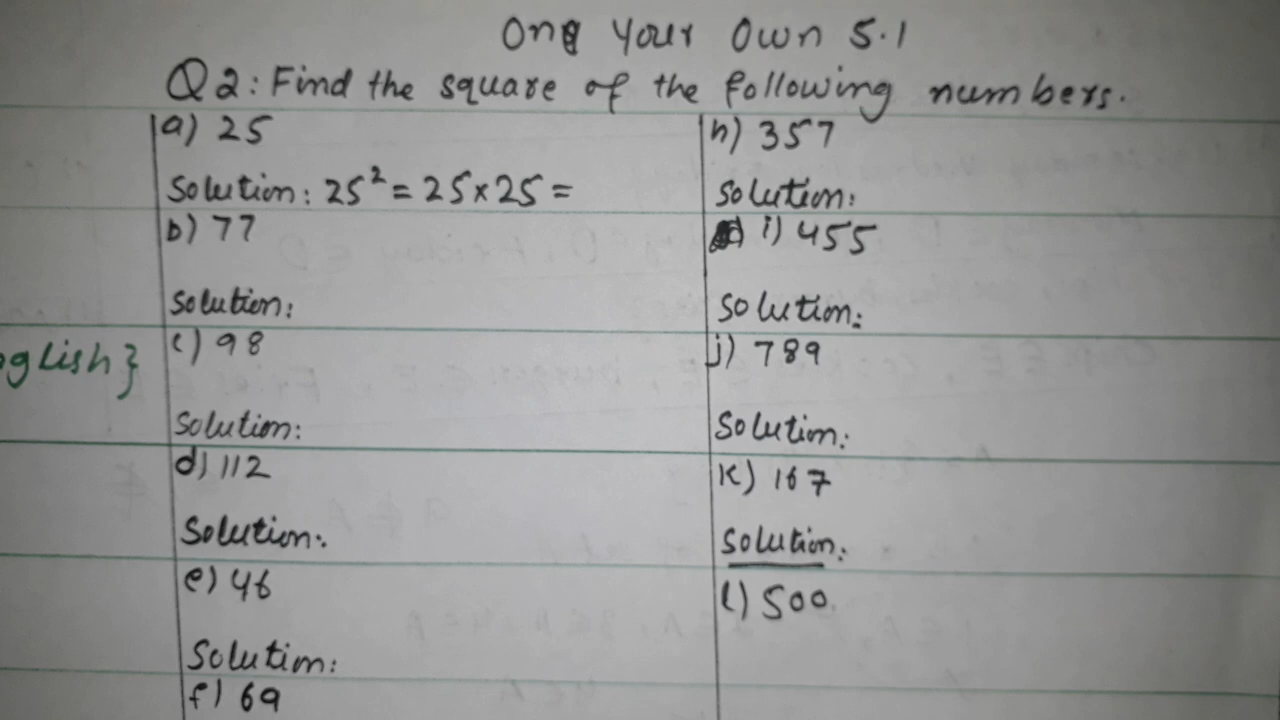 On your Own 5.1
Q2: Find the square of the following numbers.
a) 25
Solution: 25² = 25×25 =
b) 77
Solution:
c) 98
Solution:
d) 112
Solution:
e) 46
Solution:
f) 69
h) 357
Solution:
i) 455
Solution:
j) 789
Solution:
k) 167
Solution:
l) 500
glish}